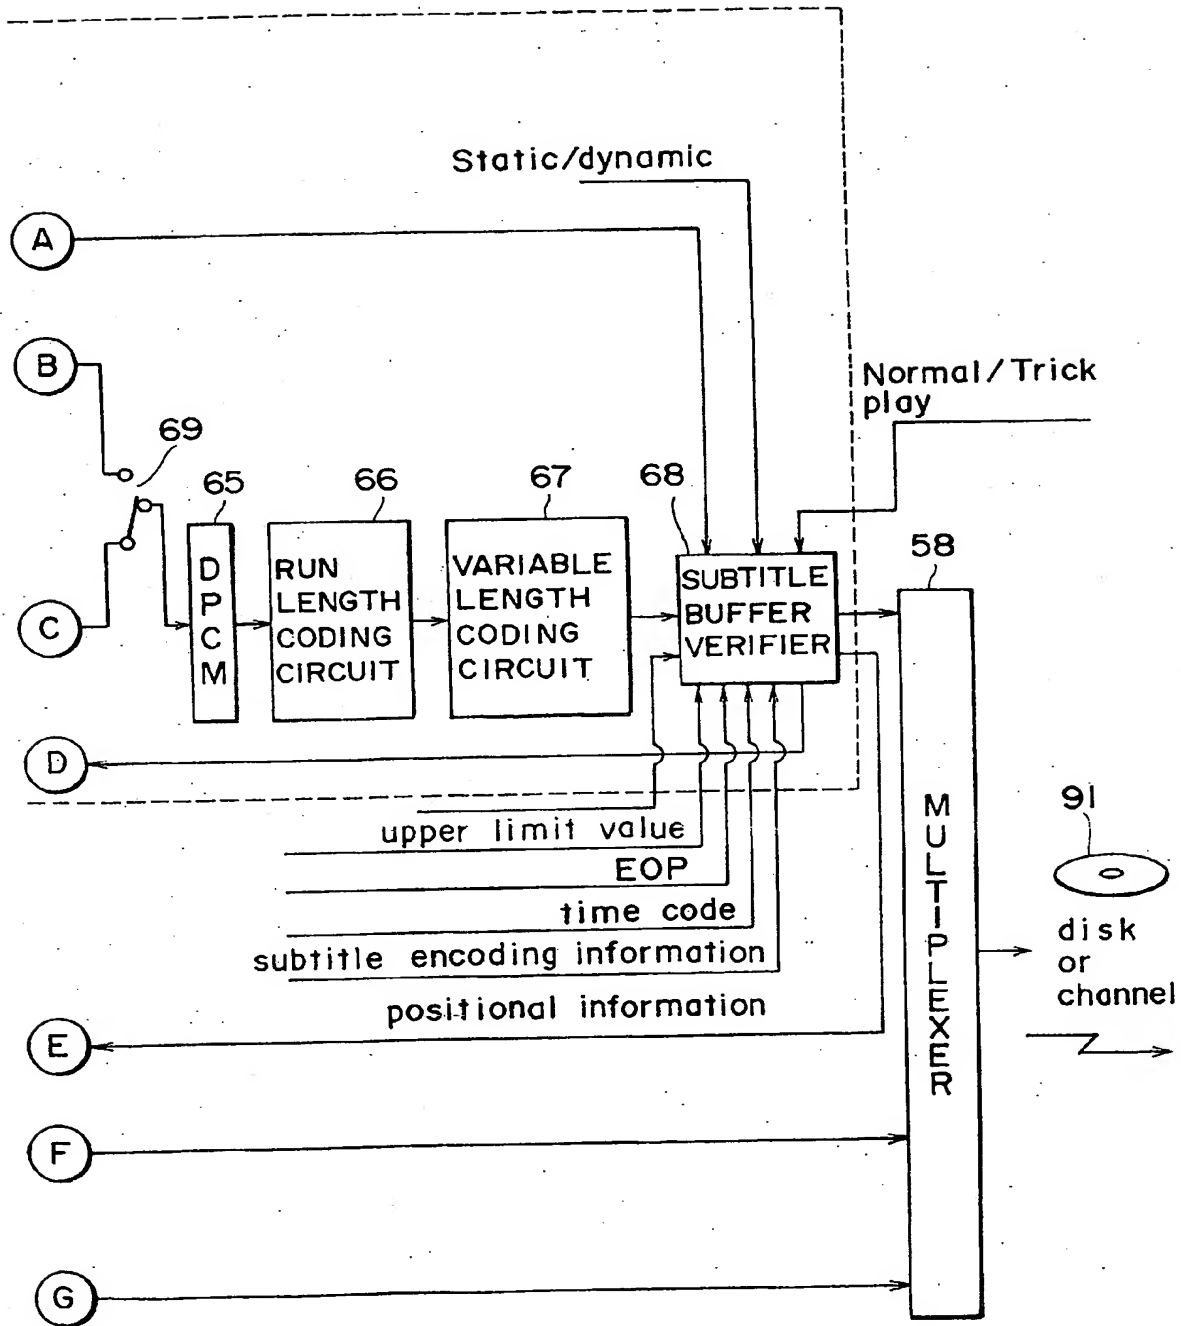 Static/dynamic
A
B
Normal/Trick
play
69
65
66
67
68
58
DPCM
RUN
LENGTH
CODING
CIRCUIT
VARIABLE
LENGTH
CODING
CIRCUIT
SUBTITLE
BUFFER
VERIFIER
C
D
MULTIPLEXER
91
upper limit value
EOP
time code
subtitle encoding information
positional information
disk
or
channel
E
F
G